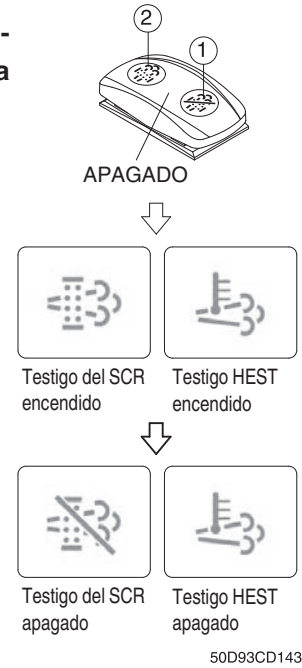 -
a
2
1
APAGADO
Testigo del SCR
encendido
Testigo HEST
encendido
Testigo del SCR
apagado
Testigo HEST
apagado
50D93CD143